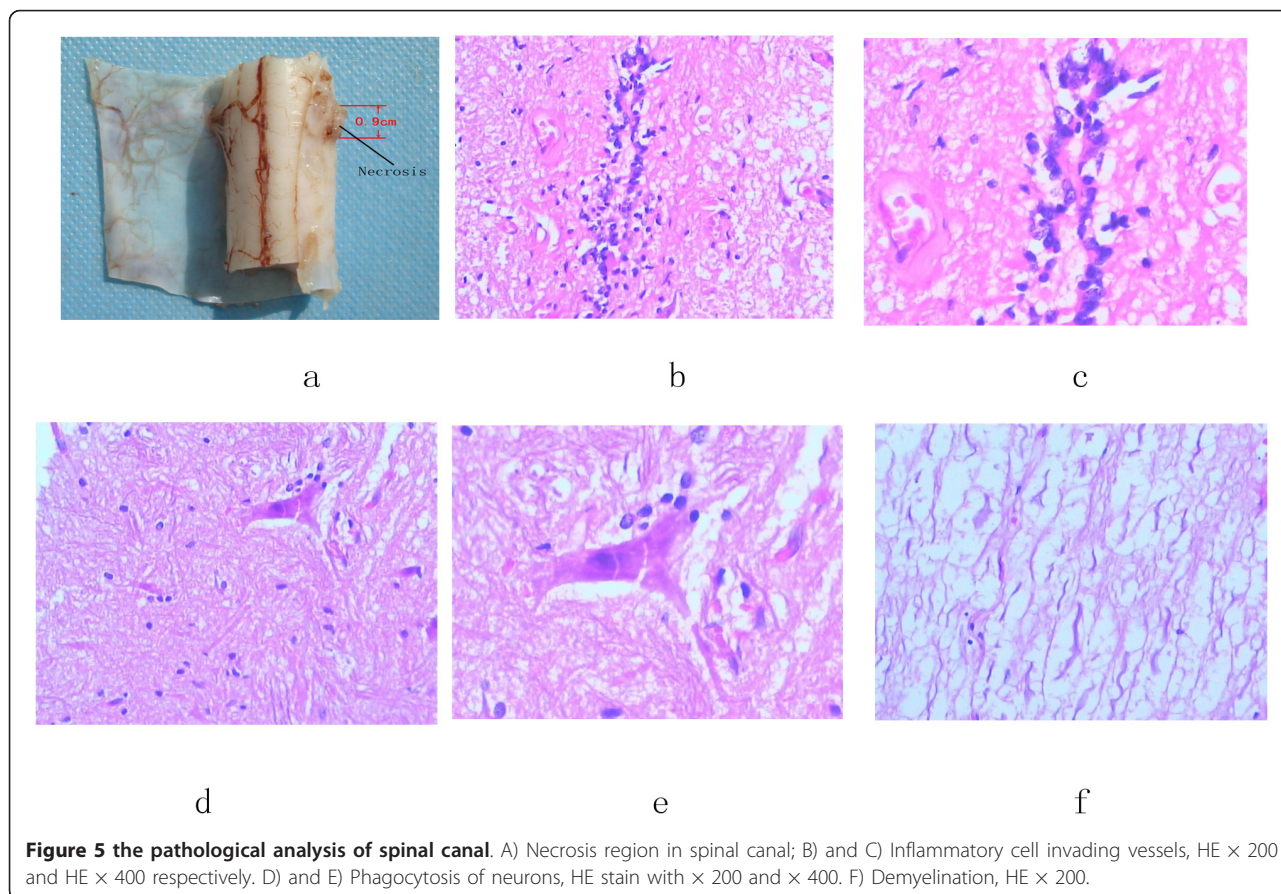 0.9cm
Necrosis
a
b
c
d
e
f
Figure 5 the pathological analysis of spinal canal. A) Necrosis region in spinal canal; B) and C) Inflammatory cell invading vessels, HE × 200
and HE × 400 respectively. D) and E) Phagocytosis of neurons, HE stain with × 200 and × 400. F) Demyelination, HE × 200.